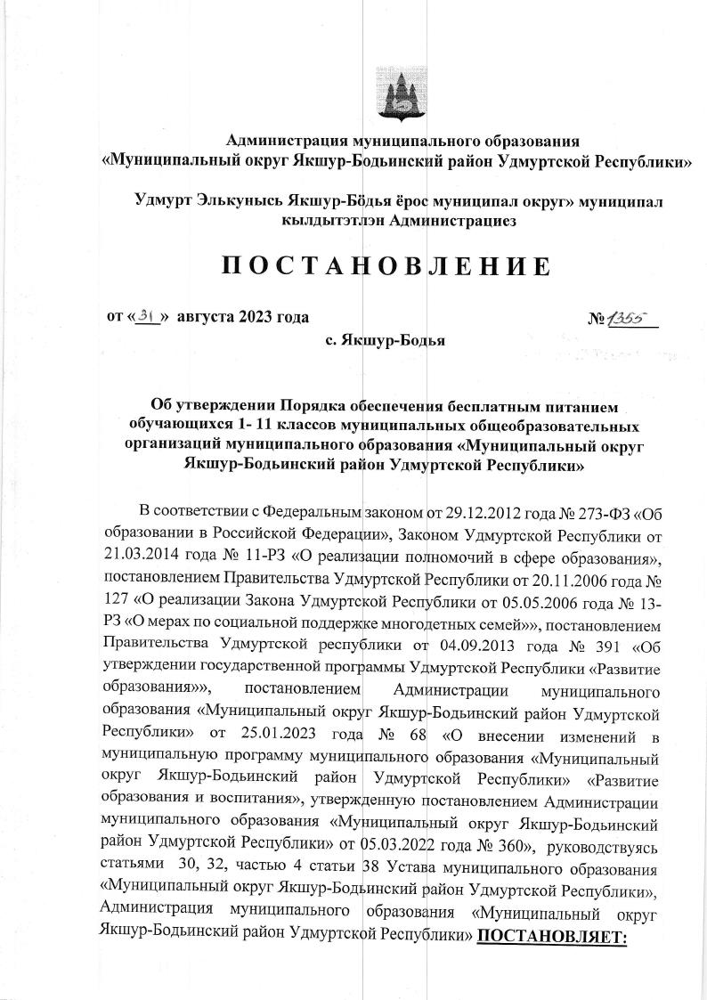 Администрация муниципального образования
«Муниципальный округ Якшур-Бодьинский район Удмуртской Республики»
Удмурт Элькунысь Якшур-Бӧдья ёрос муниципал округ» муниципал
кылдытэтлэн Администрациез
ПОСТАНОВЛЕНИЕ
от «31» августа 2023 года №1355
с. Якшур-Бодья
Об утверждении Порядка обеспечения бесплатным питанием
обучающихся 1- 11 классов муниципальных общеобразовательных
организаций муниципального образования «Муниципальный округ
Якшур-Бодьинский район Удмуртской Республики»
В соответствии с Федеральным законом от 29.12.2012 года № 273-ФЗ «Об
образовании в Российской Федерации», Законом Удмуртской Республики от
21.03.2014 года № 11-РЗ «О реализации полномочий в сфере образования»,
постановлением Правительства Удмуртской Республики от 20.11.2006 года №
127 «О реализации Закона Удмуртской Республики от 05.05.2006 года № 13-
РЗ «О мерах по социальной поддержке многодетных семей»», постановлением
Правительства Удмуртской республики от 04.09.2013 года № 391 «Об
утверждении государственной программы Удмуртской Республики «Развитие
образования»», постановлением Администрации муниципального
образования «Муниципальный округ Якшур-Бодьинский район Удмуртской
Республики» от 25.01.2023 года № 68 «О внесении изменений в
муниципальную программу муниципального образования «Муниципальный
округ Якшур-Бодьинский район Удмуртской Республики» «Развитие
образования и воспитания», утвержденную постановлением Администрации
муниципального образования «Муниципальный округ Якшур-Бодьинский
район Удмуртской Республики» от 05.03.2022 года № 360», руководствуясь
статьями 30, 32, частью 4 статьи 38 Устава муниципального образования
«Муниципальный округ Якшур-Бодьинский район Удмуртской Республики»,
Администрация муниципального образования «Муниципальный округ
Якшур-Бодьинский район Удмуртской Республики» ПОСТАНОВЛЯЕТ: